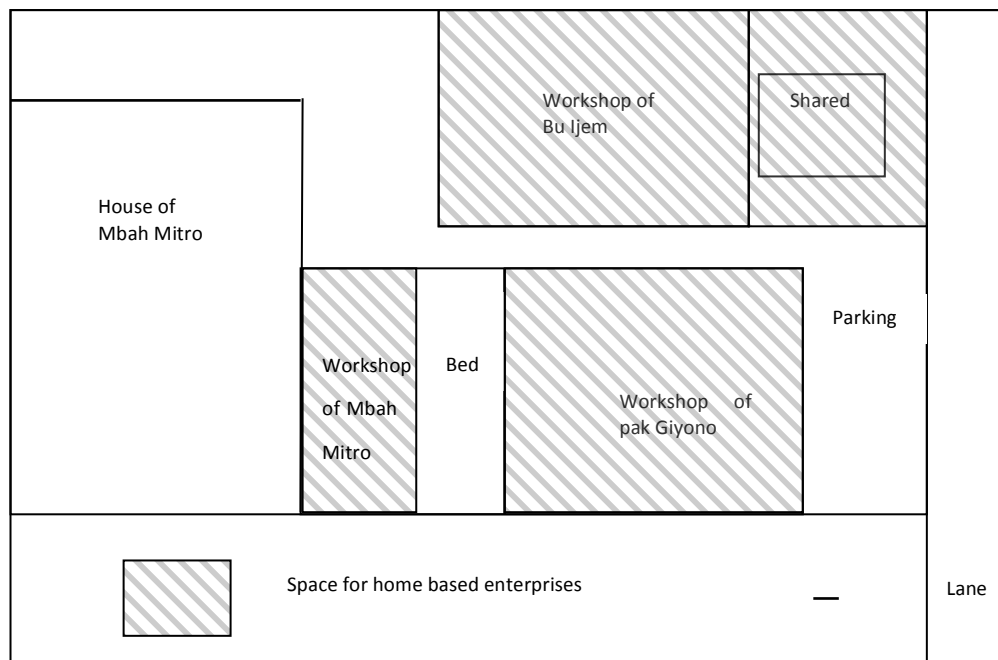 Workshop of
Bu Ijem
Shared
House of
Mbah Mitro
Parking
Workshop
of Mbah
Mitro
Bed
Workshop of
pak Giyono
Space for home based enterprises
Lane